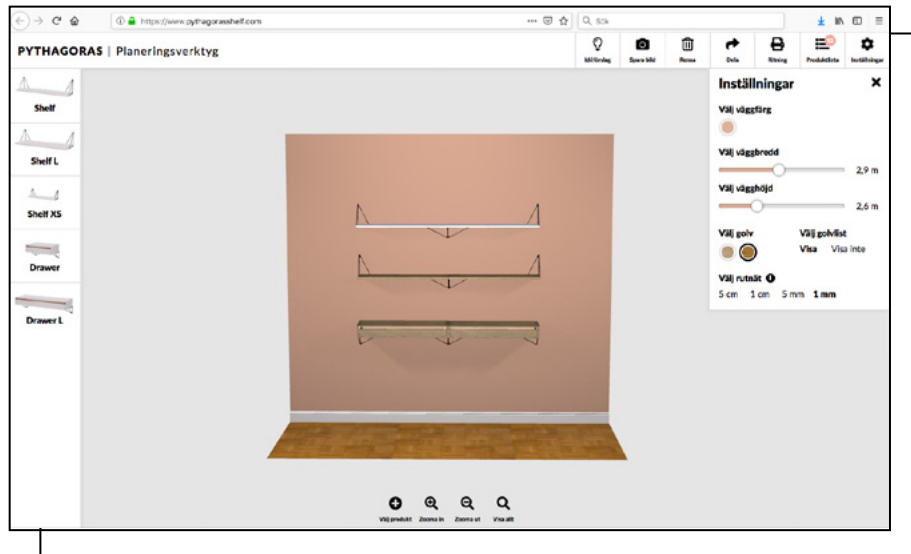 https://www.pythagorasshelf.com
Sök
PYTHAGORAS | Planeringsverktyg
Spara bild
Rensa
Dela
Ritning
Produktlista
Inställningar
Shelf
Shelf L
Shelf XS
Drawer
Drawer L
Inställningar
Välj väggfärg
Välj väggbredd
2,9 m
Välj vägghöjd
2,6 m
Välj golv
Välj golvlist
Visa Visa inte
Välj rutnät
5 cm 1 cm 5 mm 1 mm
Välj produkt Zooma in Zooma ut Visa allt